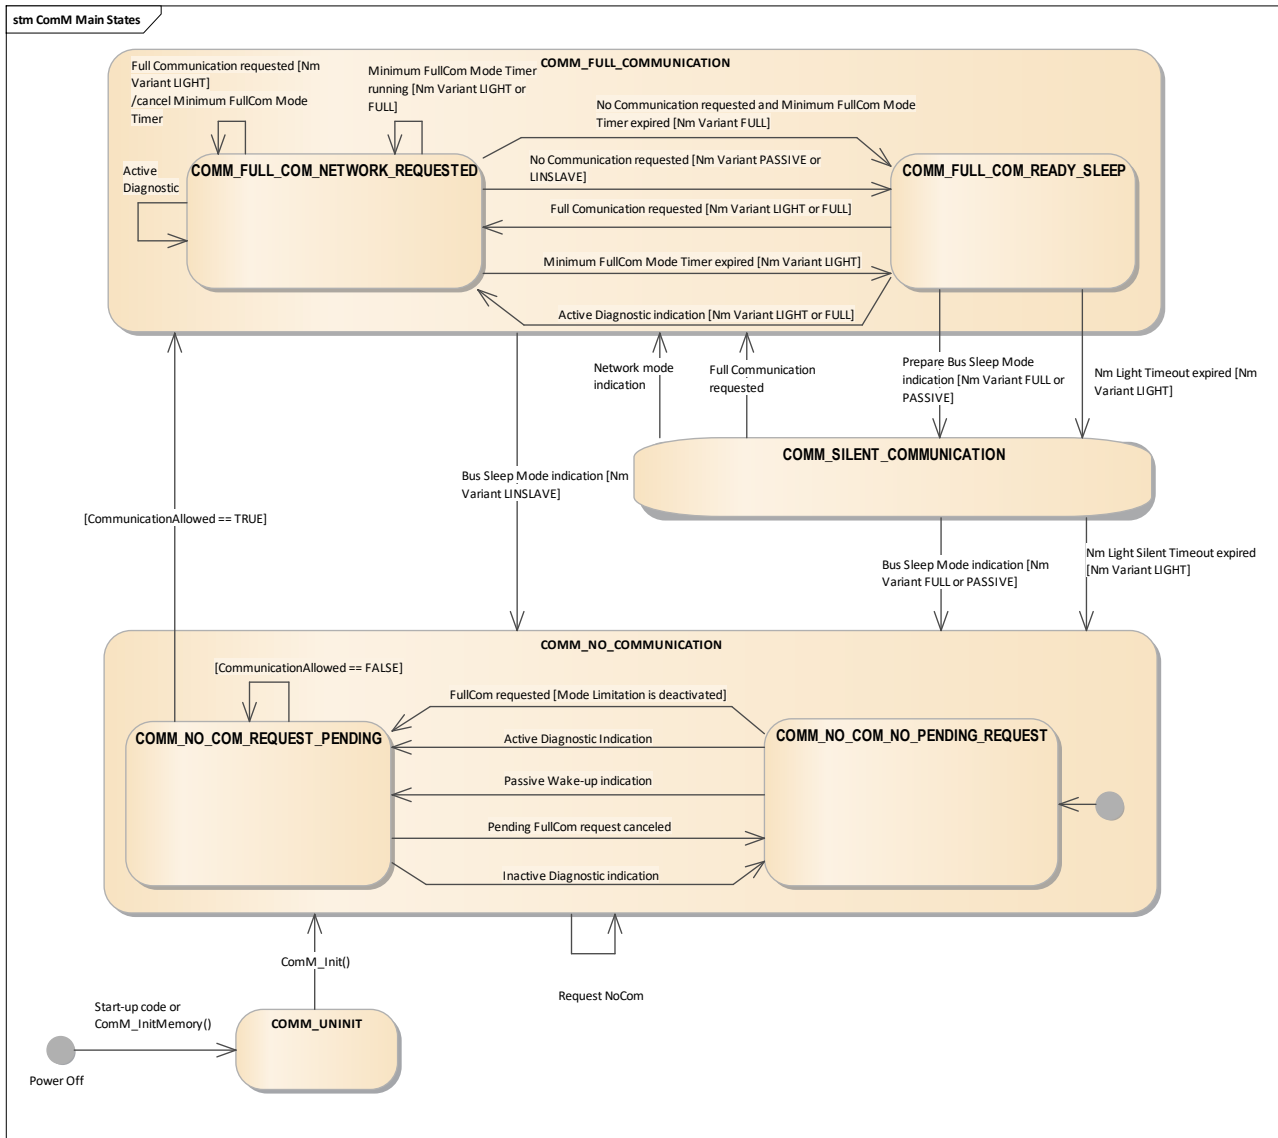 stm ComM Main States
COMM_FULL_COMMUNICATION
Full Communication requested [Nm
Variant LIGHT]
/cancel Minimum FullCom Mode
Timer
Minimum FullCom Mode Timer
running [Nm Variant LIGHT or
FULL]
No Communication requested and Minimum FullCom Mode
Timer expired [Nm Variant FULL]
Active
Diagnostic
COMM_FULL_COM_NETWORK_REQUESTED
No Communication requested [Nm Variant PASSIVE or
LINSLAVE]
COMM_FULL_COM_READY_SLEEP
Full Comunication requested [Nm Variant LIGHT or FULL]
Minimum FullCom Mode Timer expired [Nm Variant LIGHT]
Active Diagnostic indication [Nm Variant LIGHT or FULL]
Network mode
indication
Full Communication
requested
Prepare Bus Sleep Mode
indication [Nm Variant FULL or
PASSIVE]
Nm Light Timeout expired [Nm
Variant LIGHT]
COMM_SILENT_COMMUNICATION
Bus Sleep Mode indication [Nm
Variant LINSLAVE]
[CommunicationAllowed == TRUE]
Bus Sleep Mode indication [Nm
Variant FULL or PASSIVE]
Nm Light Silent Timeout expired
[Nm Variant LIGHT]
COMM_NO_COMMUNICATION
[CommunicationAllowed == FALSE]
FullCom requested [Mode Limitation is deactivated]
COMM_NO_COM_REQUEST_PENDING
Active Diagnostic Indication
COMM_NO_COM_NO_PENDING_REQUEST
Passive Wake-up indication
Pending FullCom request canceled
Inactive Diagnostic indication
ComM_Init()
Request NoCom
Start-up code or
ComM_InitMemory()
COMM_UNINIT
Power Off